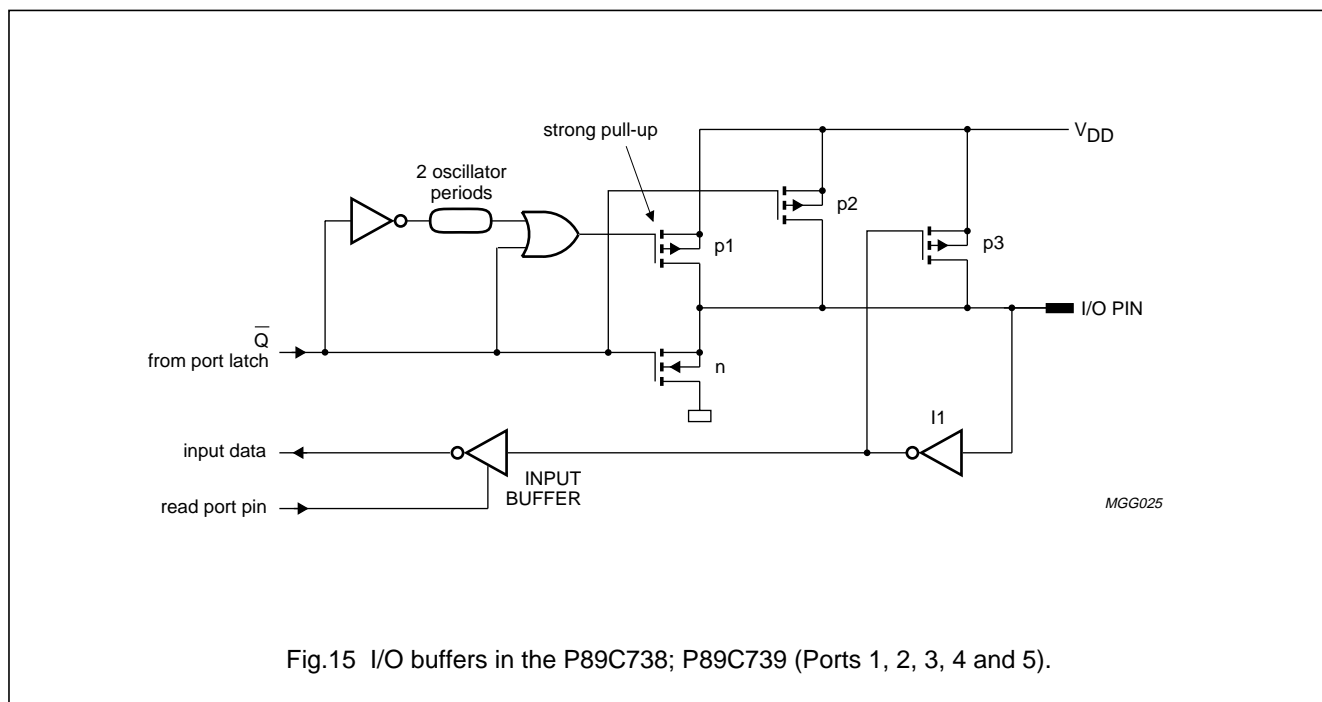 strong pull-up
V_DD
2 oscillator
periods
p2
p1
p3
I/O PIN
Q̅
from port latch
n
I1
input data
INPUT
BUFFER
read port pin
MGG025
Fig.15 I/O buffers in the P89C738; P89C739 (Ports 1, 2, 3, 4 and 5).